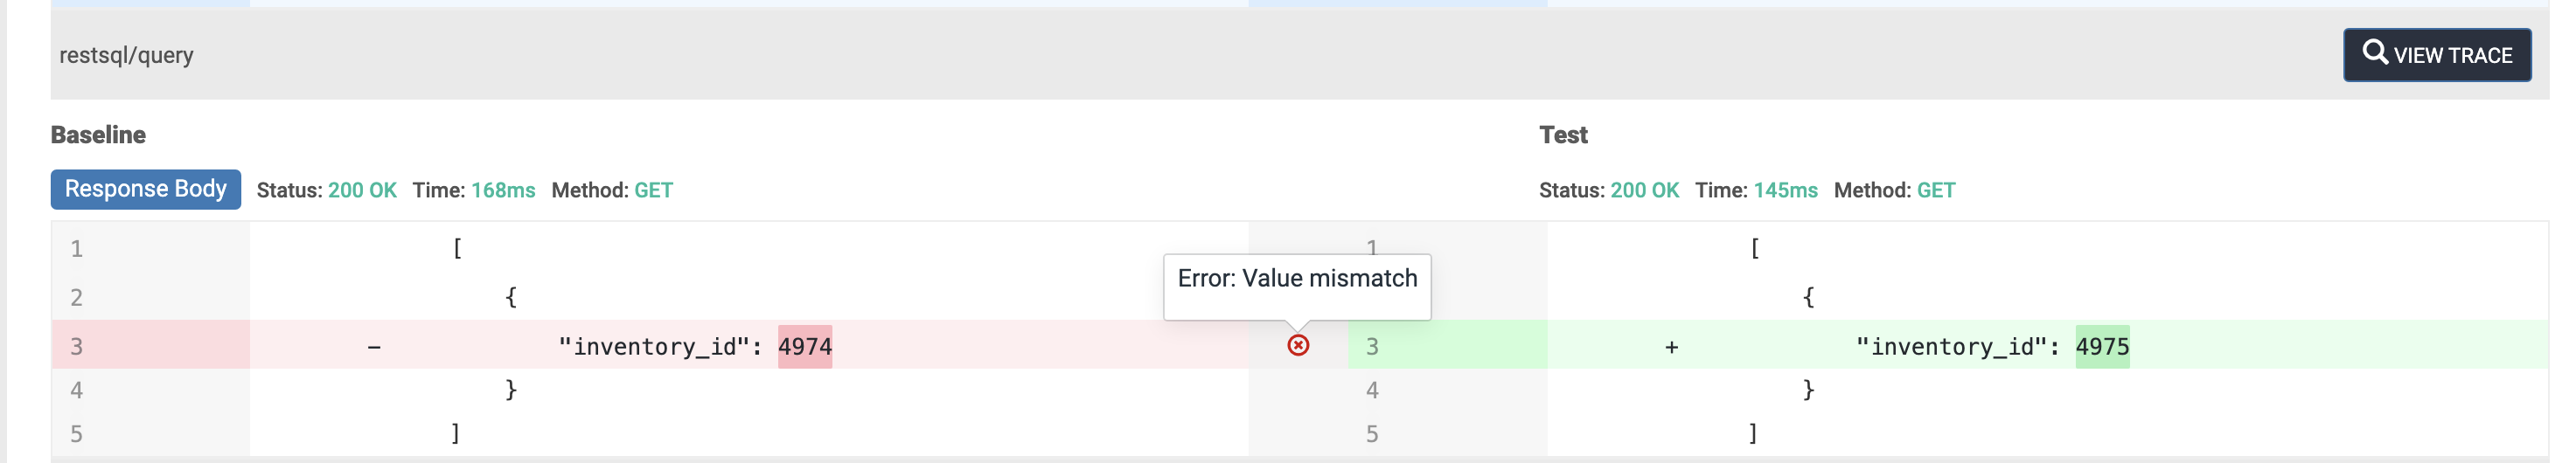 restsql/query
VIEW TRACE
Baseline
Test
Response Body Status: 200 OK Time: 168ms Method: GET
Status: 200 OK Time: 145ms Method: GET
1 [ 1 [
Error: Value mismatch
2 { {
3 - "inventory_id": 4974 3 + "inventory_id": 4975
4 } 4 }
5 ] 5 ]